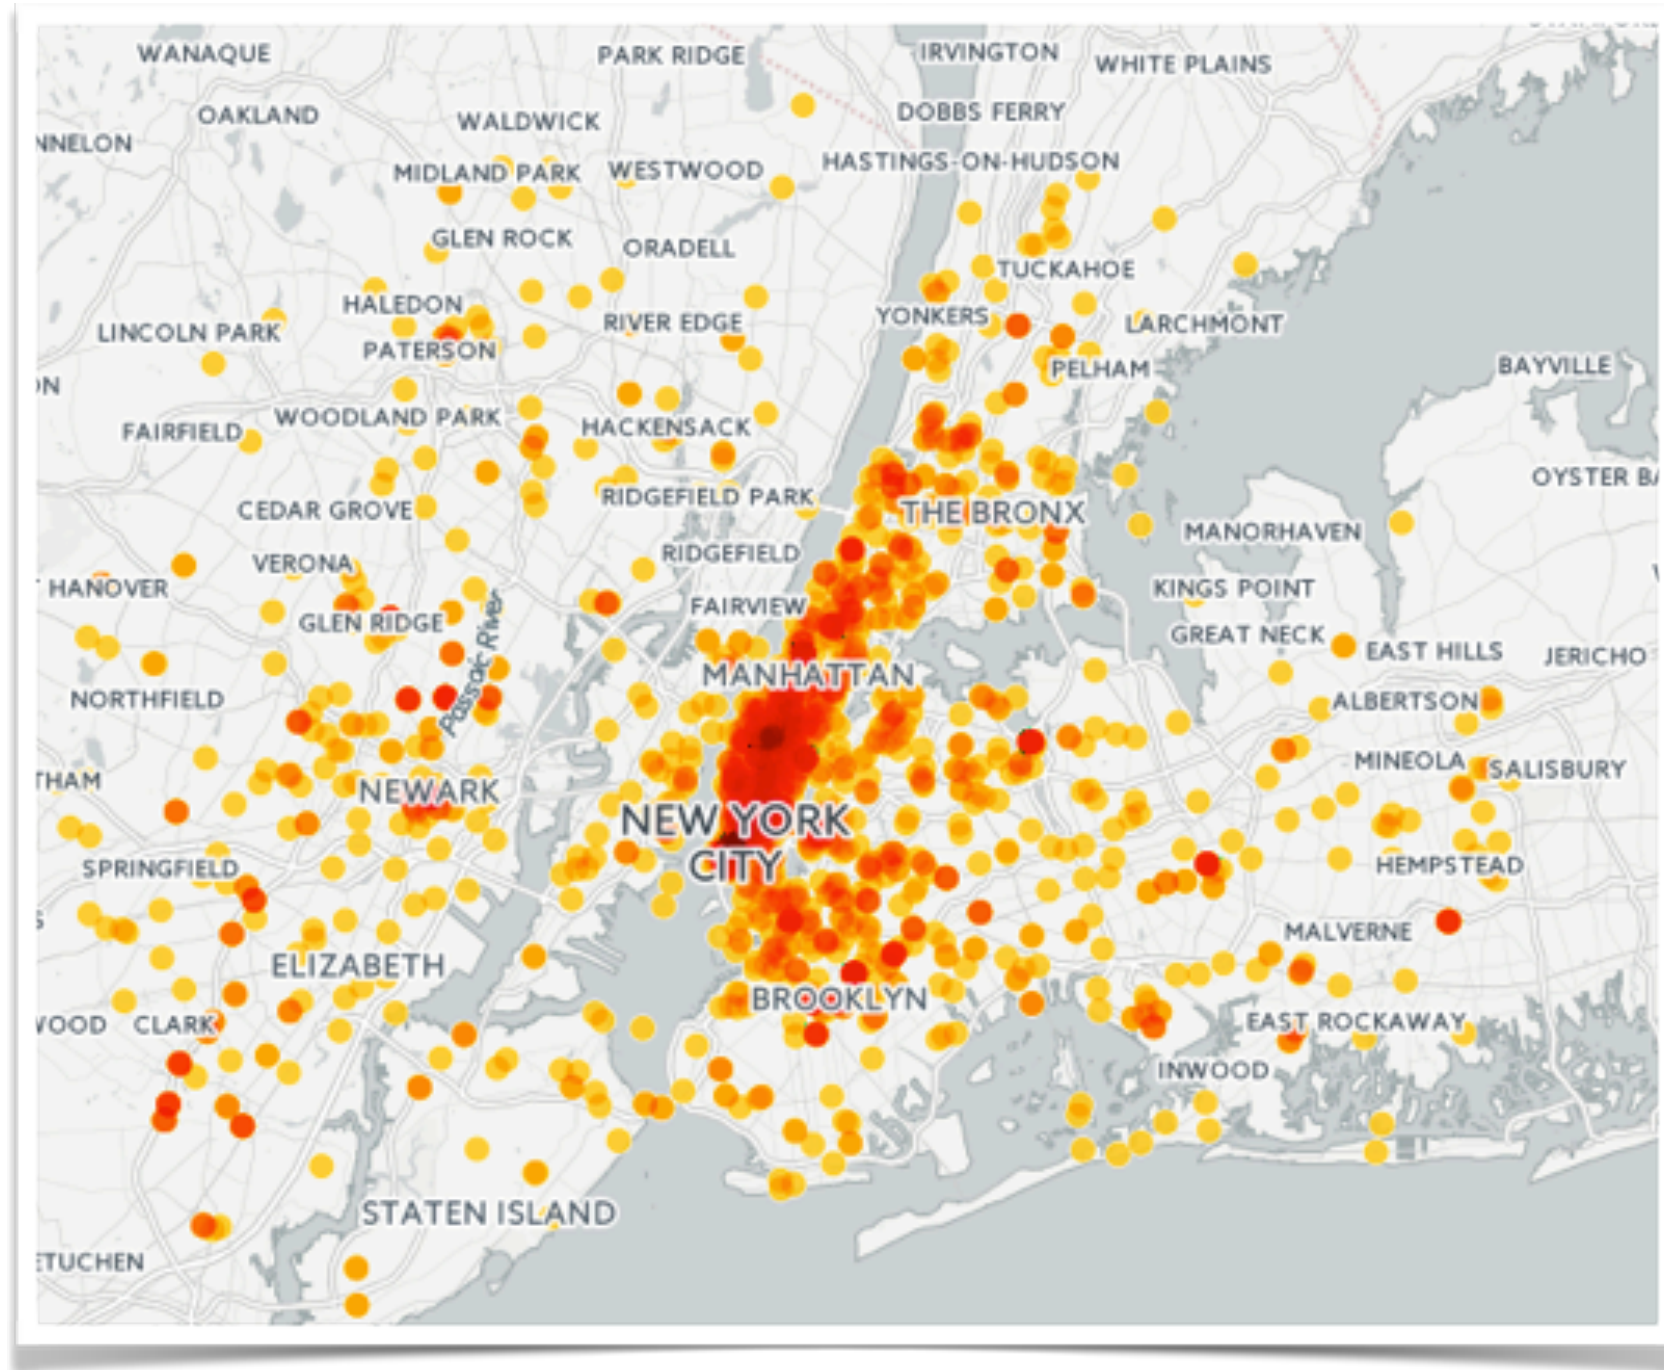 WANAQUE
PARK RIDGE
IRVINGTON
WHITE PLAINS
OAKLAND
WALDWICK
DOBBS FERRY
NNELON
MIDLAND PARK
WESTWOOD
HASTINGS-ON-HUDSON
GLEN ROCK
ORADELL
TUCKAHOE
HALEDON
LINCOLN PARK
RIVER EDGE
YONKERS
LARCHMONT
PATERSON
PELHAM
BAYVILLE
ON
WOODLAND PARK
FAIRFIELD
HACKENSACK
OYSTER BA
RIDGEFIELD PARK
CEDAR GROVE
THE BRONX
MANORHAVEN
VERONA
RIDGEFIELD
T HANOVER
KINGS POINT
FAIRVIEW
GLEN RIDGE
Passaic River
GREAT NECK
EAST HILLS
JERICHO
MANHATTAN
NORTHFIELD
ALBERTSON
MINEOLA
SALISBURY
THAM
NEWARK
NEW YORK
CITY
SPRINGFIELD
HEMPSTEAD
MALVERNE
ELIZABETH
BROOKLYN
WOOD
CLARK
EAST ROCKAWAY
INWOOD
STATEN ISLAND
ETUCHEN